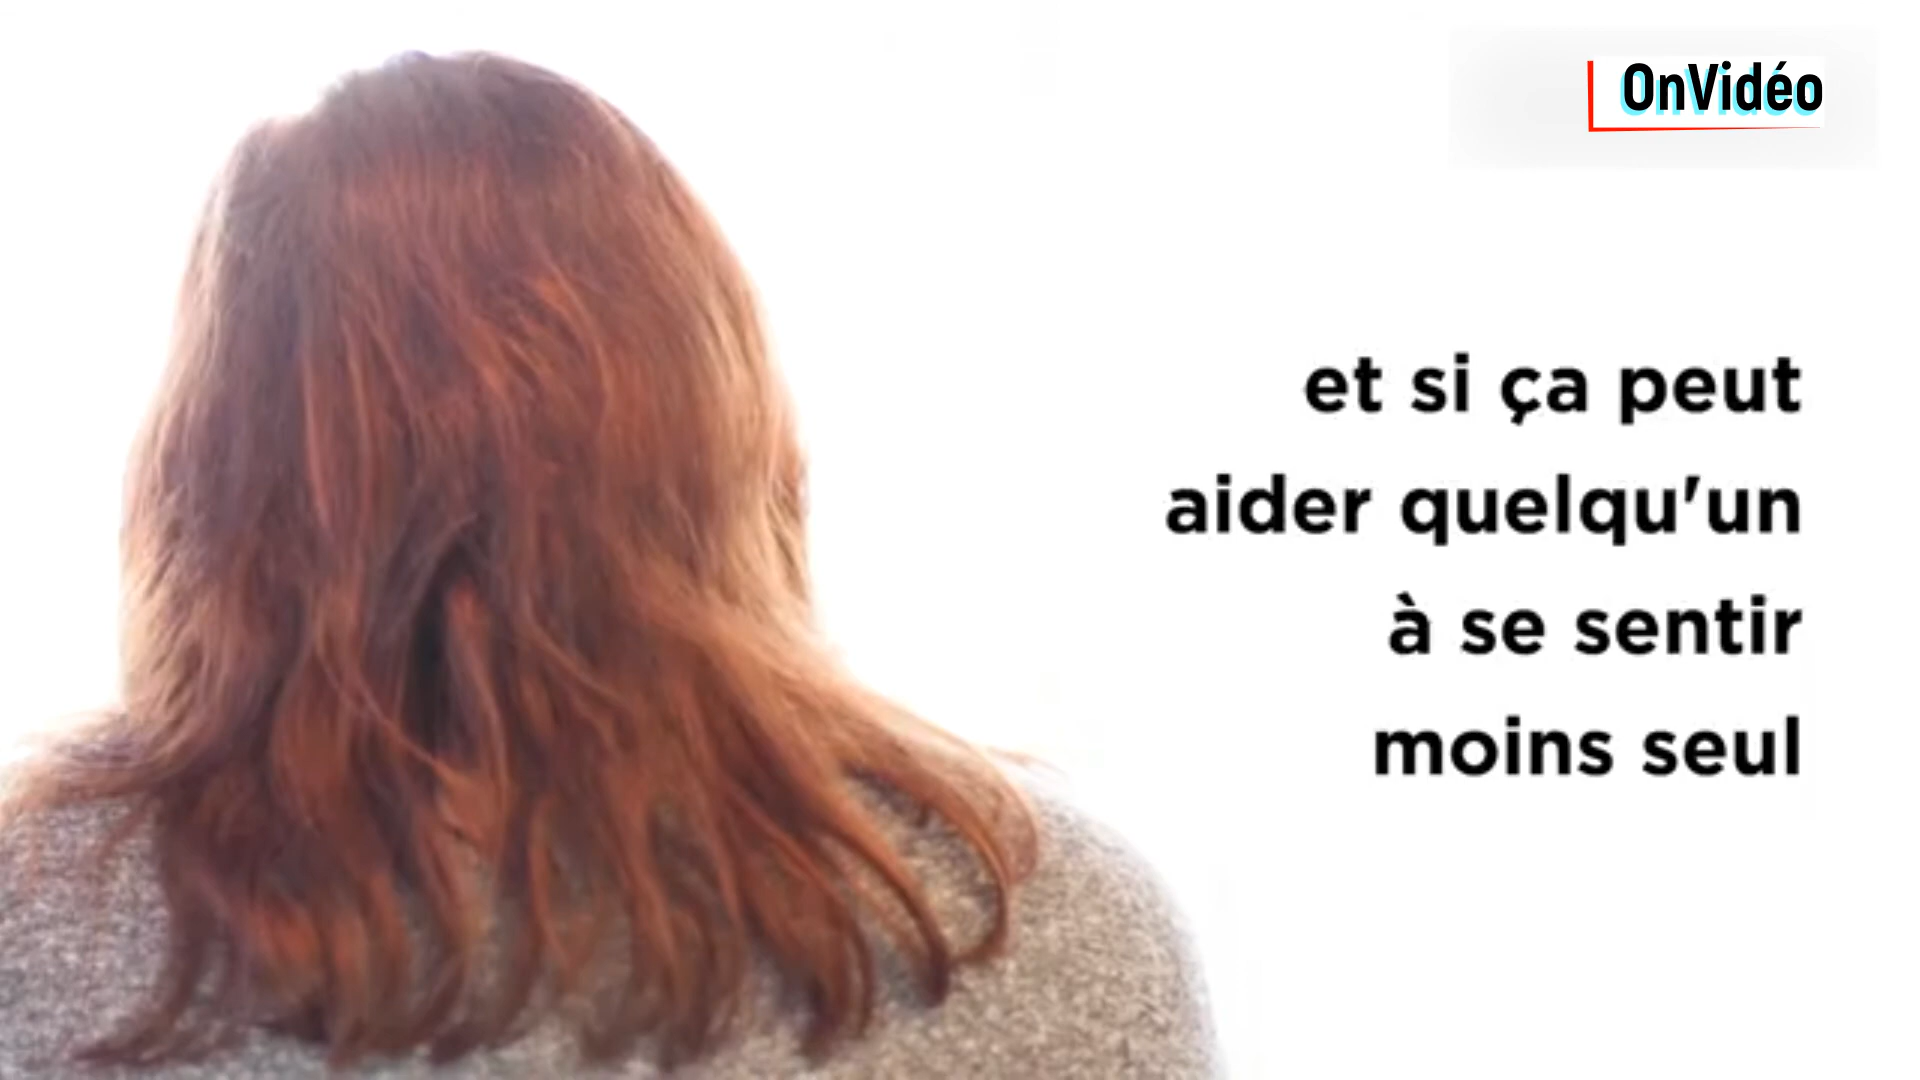 OnVidéo
et si ça peut
aider quelqu'un
à se sentir
moins seul